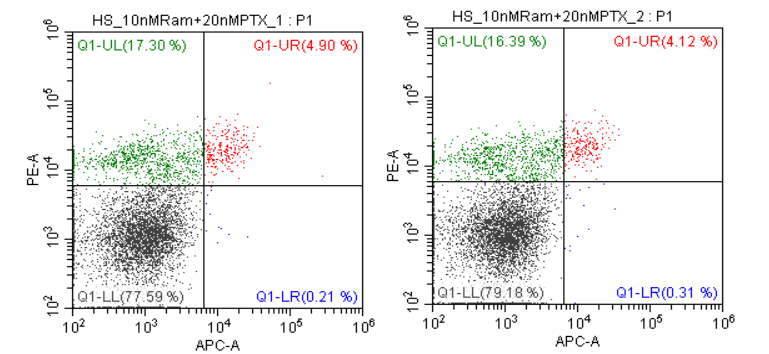 HS_10nMRam+20nMPTX_1 : P1
Q1-UL(17.30 %)
Q1-UR(4.90 %)
Q1-LL(77.59 %)
Q1-LR(0.21 %)
PE-A
10^6
10^5
10^4
10^3
10^2
10^2 10^3 10^4 10^5 10^6
APC-A
HS_10nMRam+20nMPTX_2 : P1
Q1-UL(16.39 %)
Q1-UR(4.12 %)
Q1-LL(79.18 %)
Q1-LR(0.31 %)
PE-A
10^6
10^5
10^4
10^3
10^2
10^2 10^3 10^4 10^5 10^6
APC-A